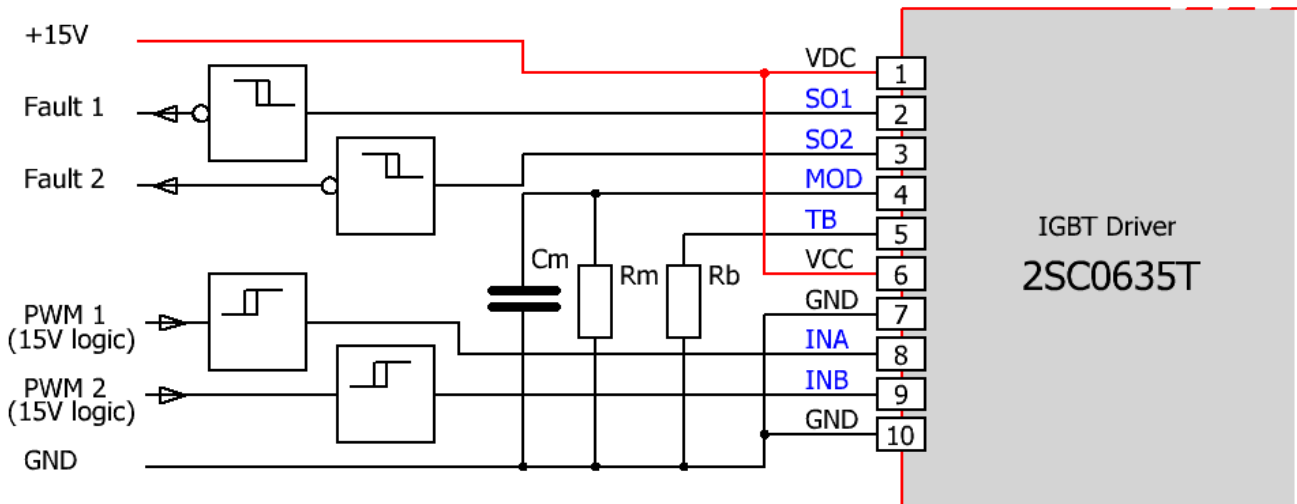 +15V
VDC
1
Fault 1
SO1
2
SO2
3
Fault 2
MOD
4
TB
5
IGBT Driver
2SC0635T
Cm
Rm
Rb
VCC
6
GND
7
PWM 1
(15V logic)
INA
8
PWM 2
(15V logic)
INB
9
GND
10
GND